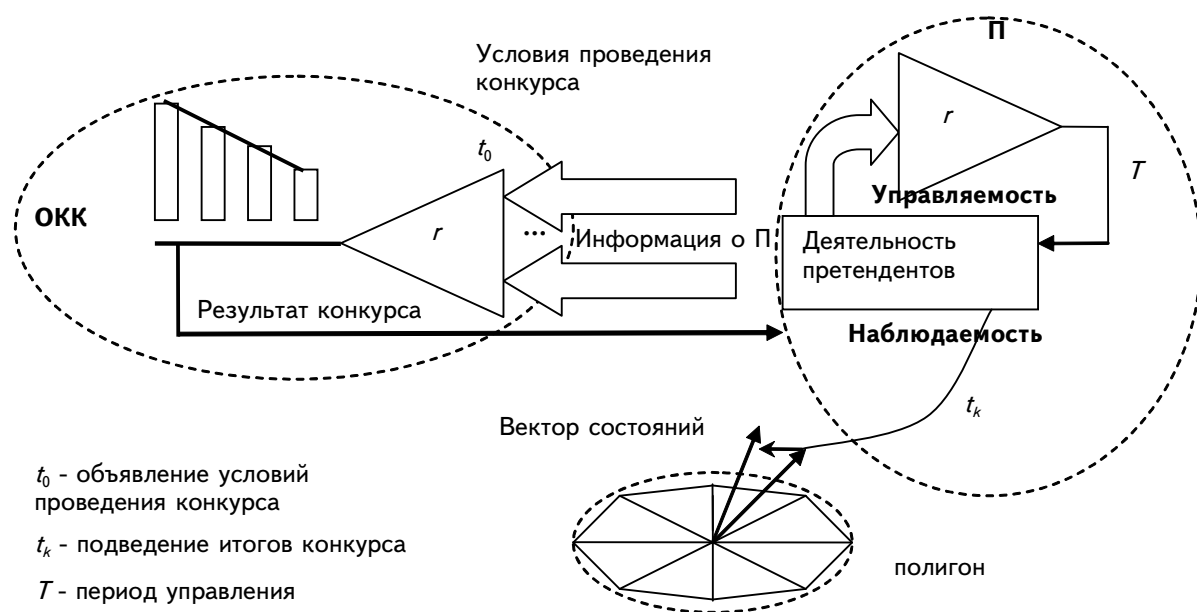 П
Условия проведения
конкурса
r
t₀
T
ОКК
Управляемость
r
...
Информация о П
Деятельность
претендентов
Результат конкурса
Наблюдаемость
tₖ
Вектор состояний
t₀ - объявление условий
проведения конкурса
tₖ - подведение итогов конкурса
полигон
T - период управления